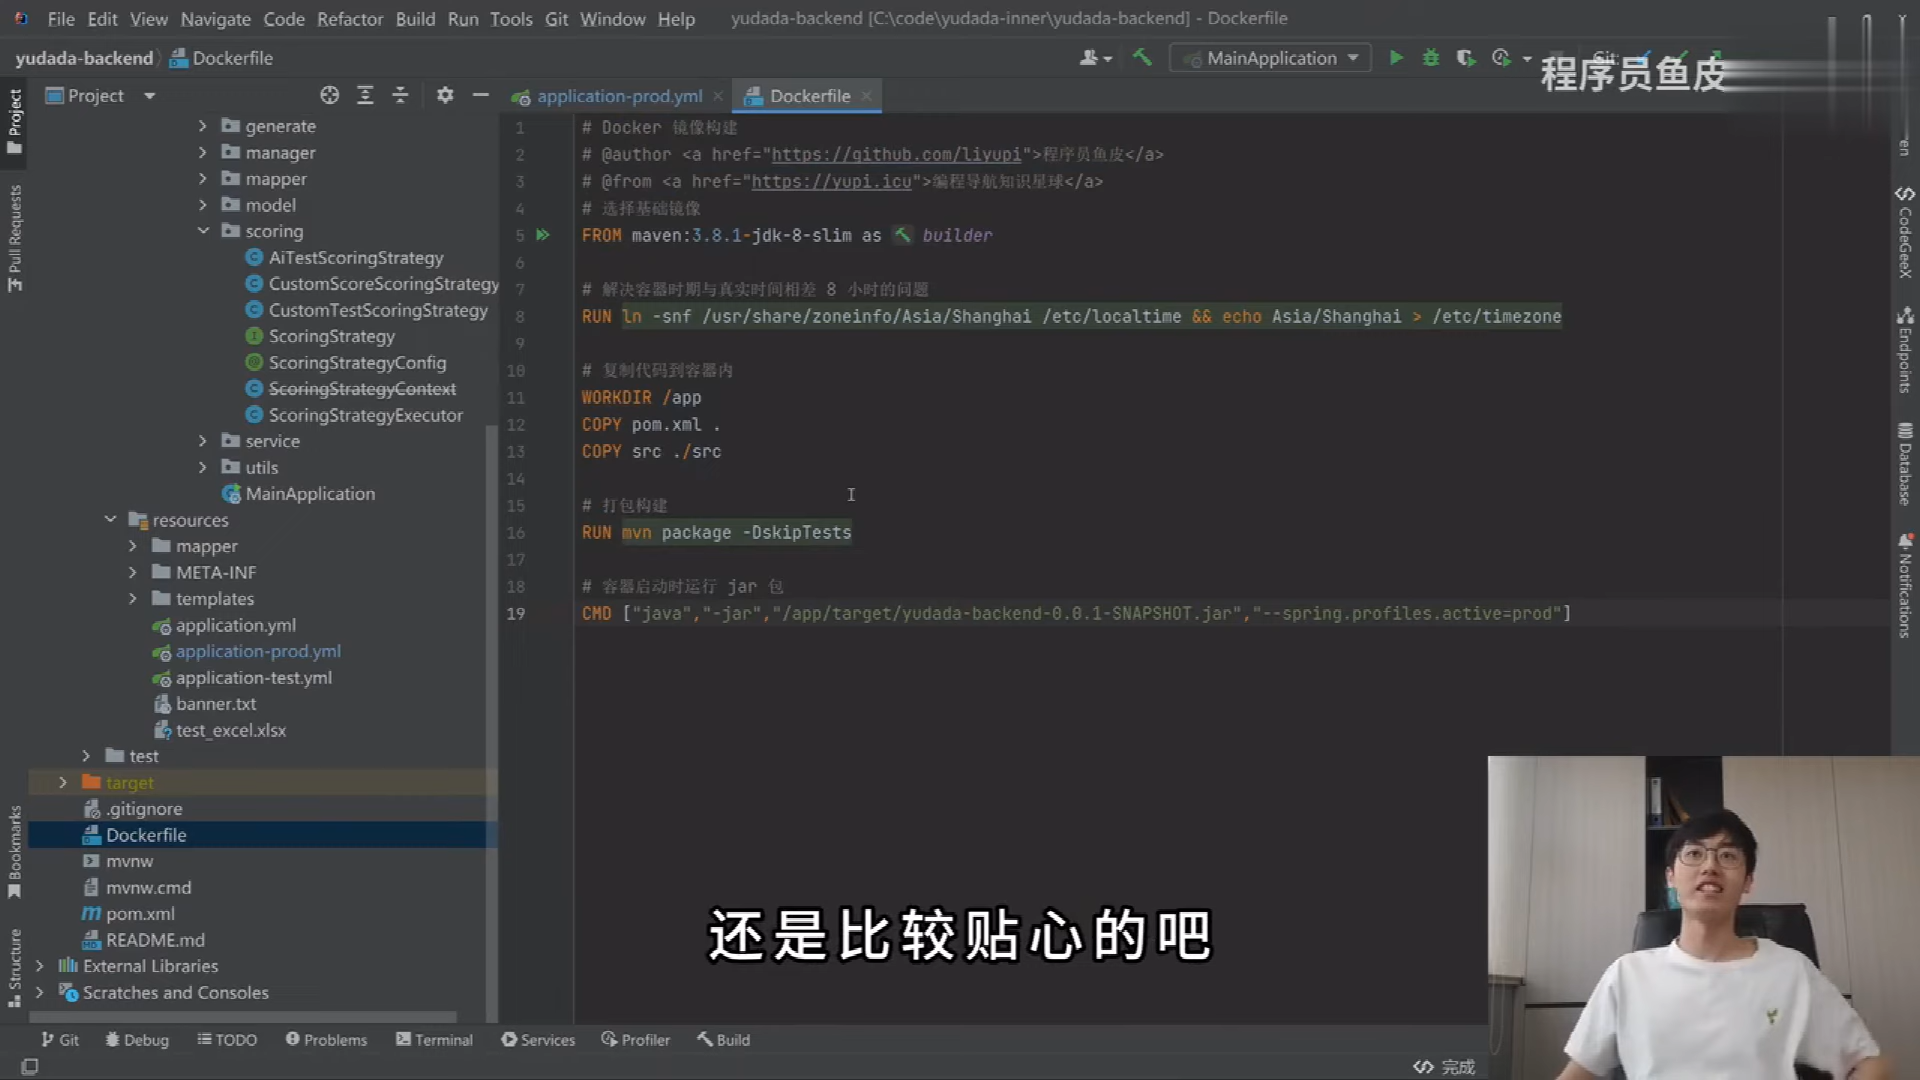 File Edit View Navigate Code Refactor Build Run Tools Git Window Help yudada-backend [C:\code\yudada-inner\yudada-backend] - Dockerfile
yudada-backend Dockerfile MainApplication Git:
程序员鱼皮
Project application-prod.yml Dockerfile
generate
manager
mapper
model
scoring
AiTestScoringStrategy
CustomScoreScoringStrategy
CustomTestScoringStrategy
ScoringStrategy
ScoringStrategyConfig
ScoringStrategyContext
ScoringStrategyExecutor
service
utils
MainApplication
resources
mapper
META-INF
templates
application.yml
application-prod.yml
application-test.yml
banner.txt
test_excel.xlsx
test
target
.gitignore
Dockerfile
mvnw
mvnw.cmd
pom.xml
README.md
External Libraries
Scratches and Consoles
Project
Pull Requests
Bookmarks
Structure
1 # Docker 镜像构建
2 # @author <a href="https://github.com/liyupi">程序员鱼皮</a>
3 # @from <a href="https://yupi.icu">编程导航知识星球</a>
4 # 选择基础镜像
5 FROM maven:3.8.1-jdk-8-slim as builder
6
7 # 解决容器时期与真实时间相差 8 小时的问题
8 RUN ln -snf /usr/share/zoneinfo/Asia/Shanghai /etc/localtime && echo Asia/Shanghai > /etc/timezone
9
10 # 复制代码到容器内
11 WORKDIR /app
12 COPY pom.xml .
13 COPY src ./src
14
15 # 打包构建
16 RUN mvn package -DskipTests
17
18 # 容器启动时运行 jar 包
19 CMD ["java","-jar","/app/target/yudada-backend-0.0.1-SNAPSHOT.jar","--spring.profiles.active=prod"]
CodeGeeX
Endpoints
Database
Notifications
还是比较贴心的吧
Git Debug TODO Problems Terminal Services Profiler Build
完成